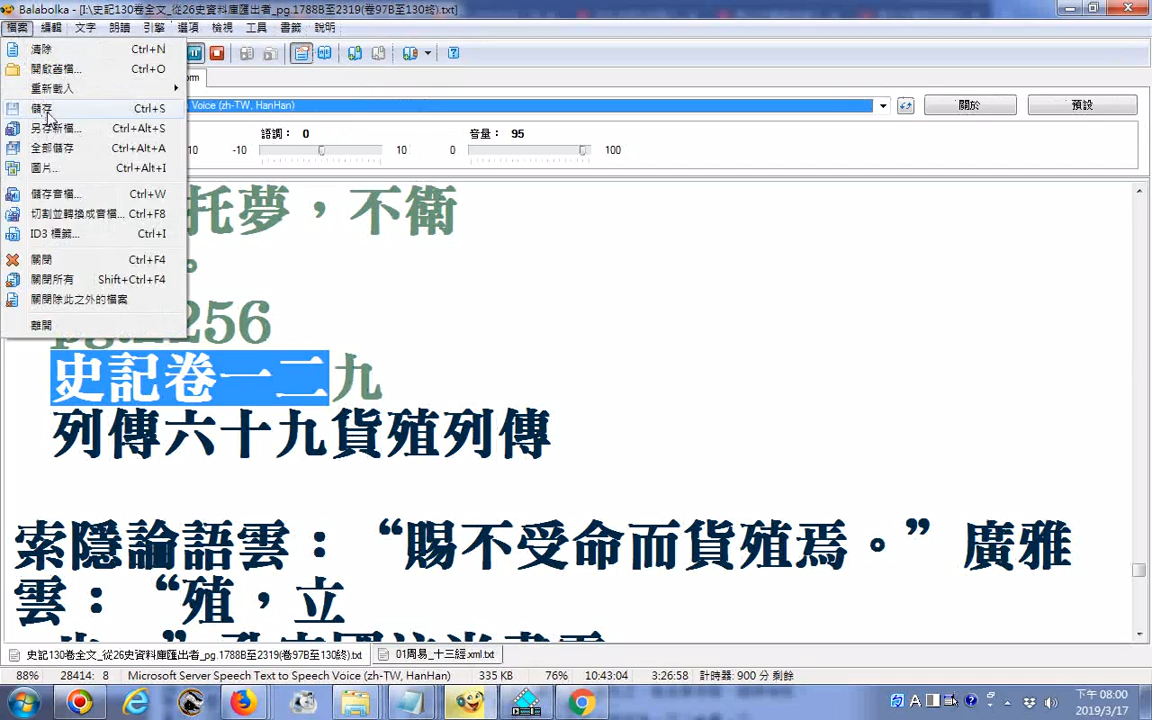 Balabolka - [J:\史記130卷全文_從26史資料庫匯出者_pg.1788B至2319(卷97B至130終).txt]
檔案 編輯 文字 朗讀 引擎 選項 檢視 工具 書籤 說明
清除 Ctrl+N
開啟舊檔... Ctrl+O
重新載入
儲存 Ctrl+S
另存新檔... Ctrl+Alt+S
全部儲存 Ctrl+Alt+A
圖片... Ctrl+Alt+I
儲存音檔... Ctrl+W
切割並轉換成音檔... Ctrl+F8
ID3 標籤... Ctrl+I
關閉 Ctrl+F4
關閉所有 Shift+Ctrl+F4
關閉除此之外的檔案
離開
Voice (zh-TW, HanHan) 關於 預設
語調： 0 音量： 95
10 -10 10 0 100
托夢，不衛
。
pg.2256
史記卷一二九
列傳六十九貨殖列傳
索隱論語雲：“賜不受命而貨殖焉。”廣雅
雲：“殖，立
史記130卷全文_從26史資料庫匯出者_pg.1788B至2319(卷97B至130終).txt 01周易_十三經.xml.txt
88% 28414: 8 Microsoft Server Speech Text to Speech Voice (zh-TW, HanHan) 335 KB 76% 10:43:04 3:26:58 計時器: 900 分 剩餘
下午 08:00
2019/3/17